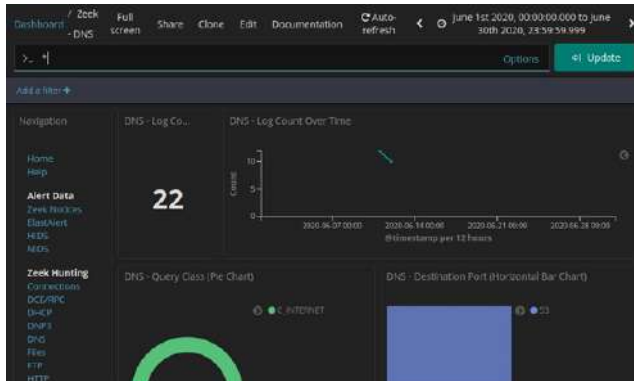 Dashboard / Zeek - DNS
Full screen
Share
Clone
Edit
Documentation
Auto-refresh
June 1st 2020, 00:00:00.000 to June 30th 2020, 23:59:59.999
>_ *
Options
Update
Add a filter +
Navigation
Home
Help
Alert Data
Zeek Notices
ElastAlert
HIDS
NIDS
Zeek Hunting
Connections
DCE/RPC
DHCP
DNP3
DNS
Files
FTP
HTTP
DNS - Log Co...
22
DNS - Log Count Over Time
Count
10
5
0
2020-06-07 00:00
2020-06-14 00:00
2020-06-21 00:00
2020-06-28 00:00
@timestamp per 12 hours
DNS - Query Class (Pie Chart)
C_INTERNET
DNS - Destination Port (Horizontal Bar Chart)
53